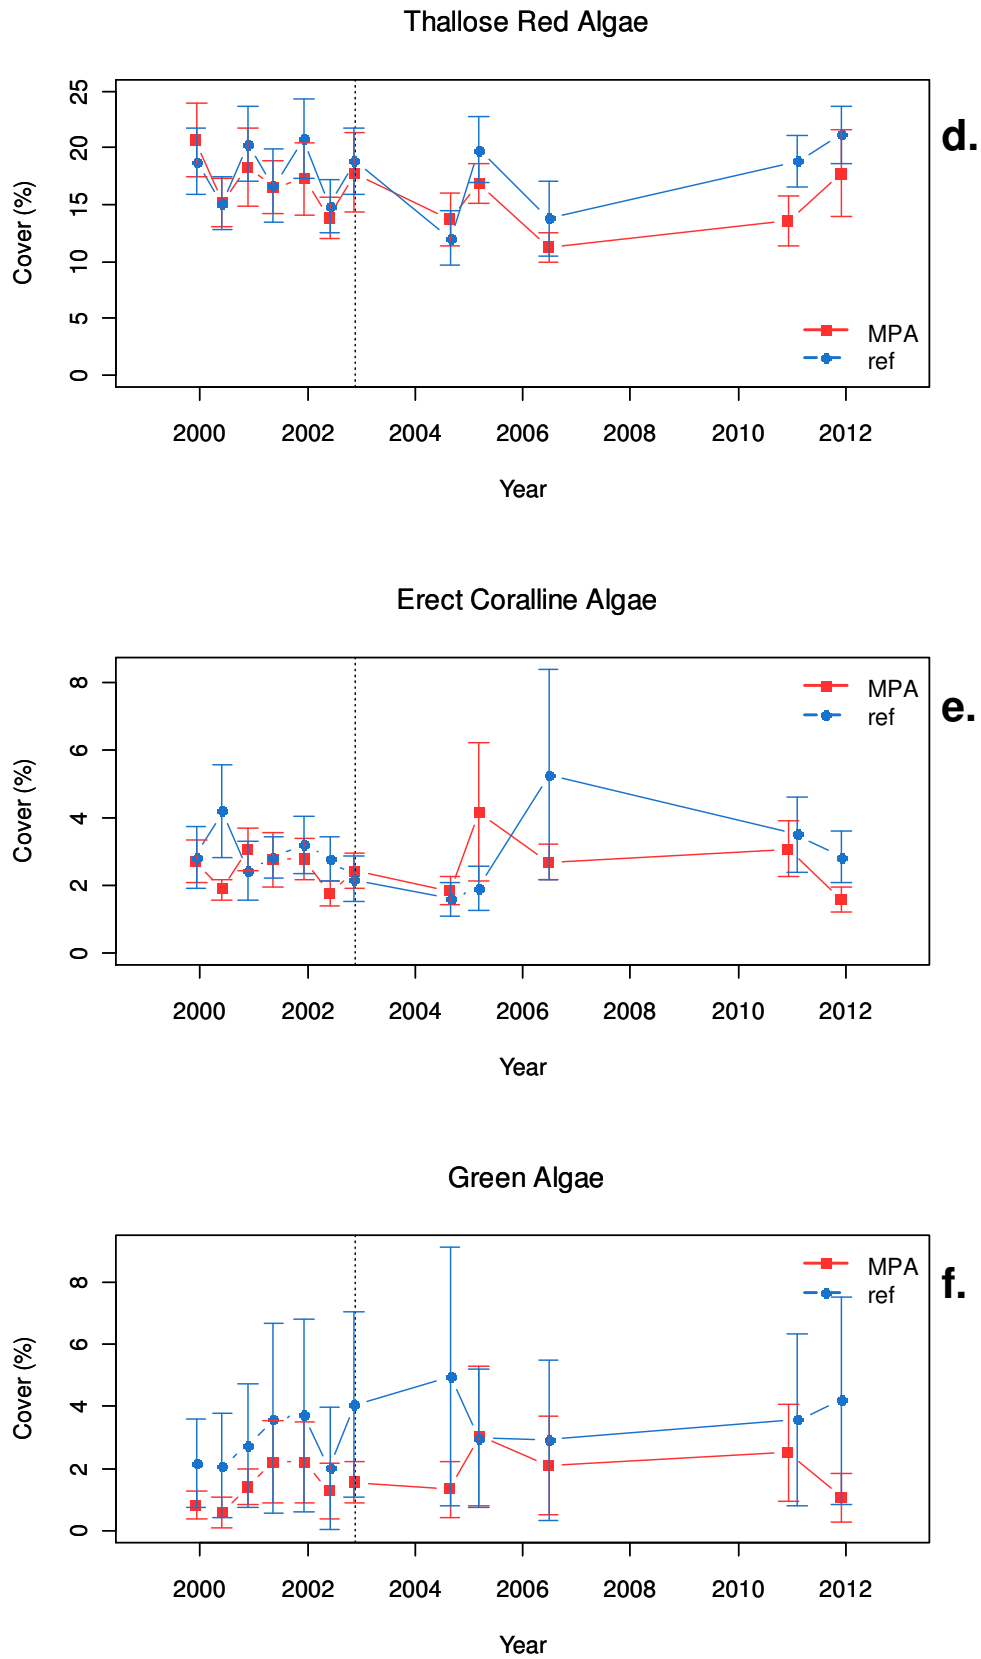 Thallose Red Algae
d.
25
20
15
10
5
0
Cover (%)
MPA
ref
2000 2002 2004 2006 2008 2010 2012
Year
Erect Coralline Algae
e.
8
6
4
2
0
Cover (%)
MPA
ref
2000 2002 2004 2006 2008 2010 2012
Year
Green Algae
f.
8
6
4
2
0
Cover (%)
MPA
ref
2000 2002 2004 2006 2008 2010 2012
Year